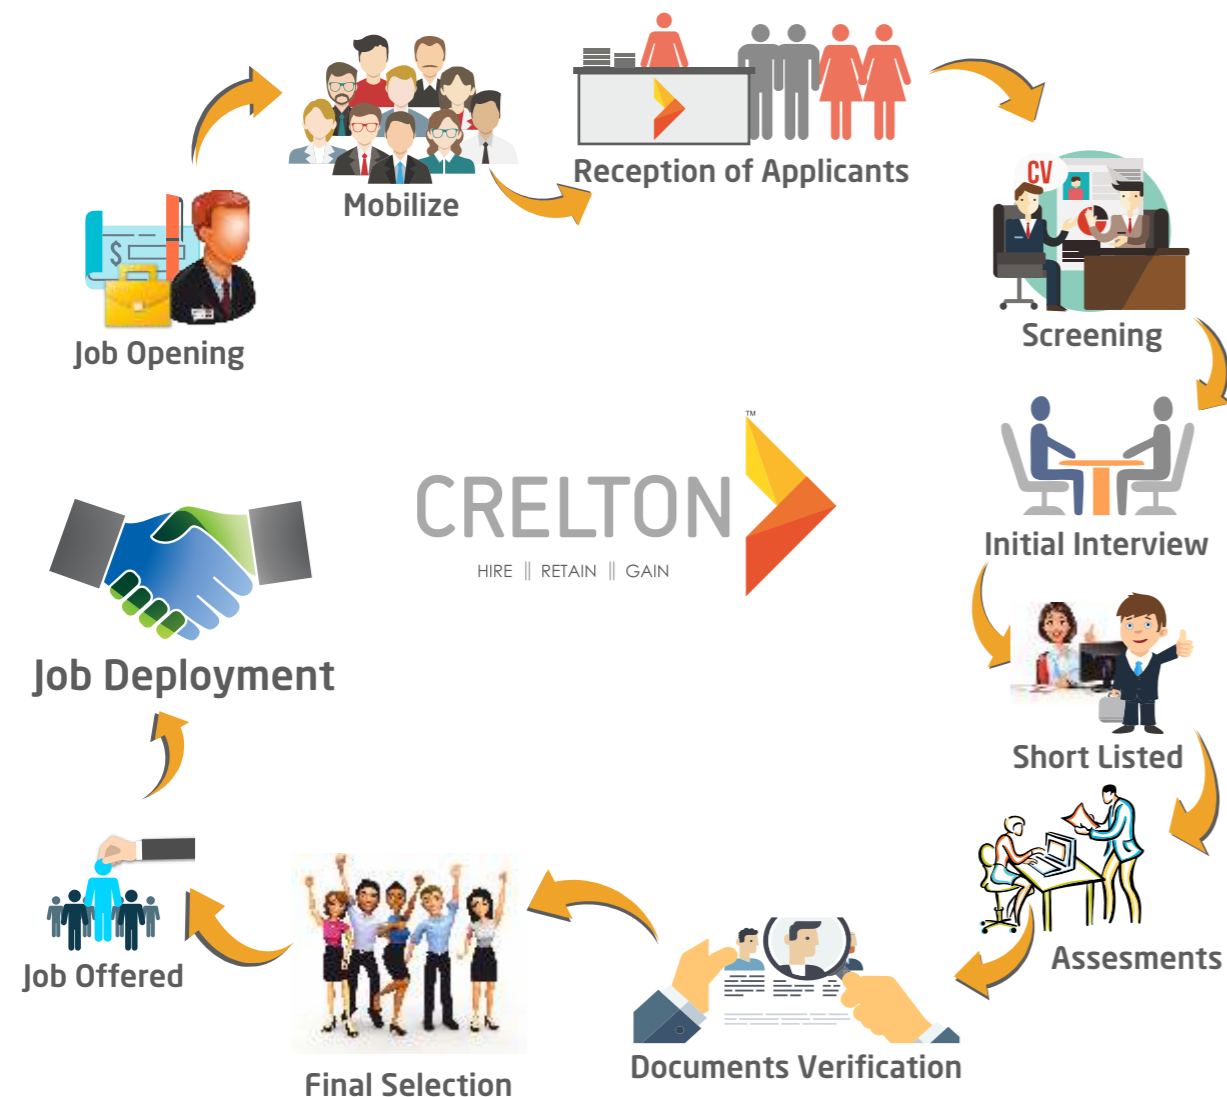 Job Opening
$
Mobilize
Reception of Applicants
CV
Screening
Initial Interview
Short Listed
Assesments
Documents Verification
Final Selection
Job Offered
Job Deployment
CRELTON
TM
HIRE || RETAIN || GAIN